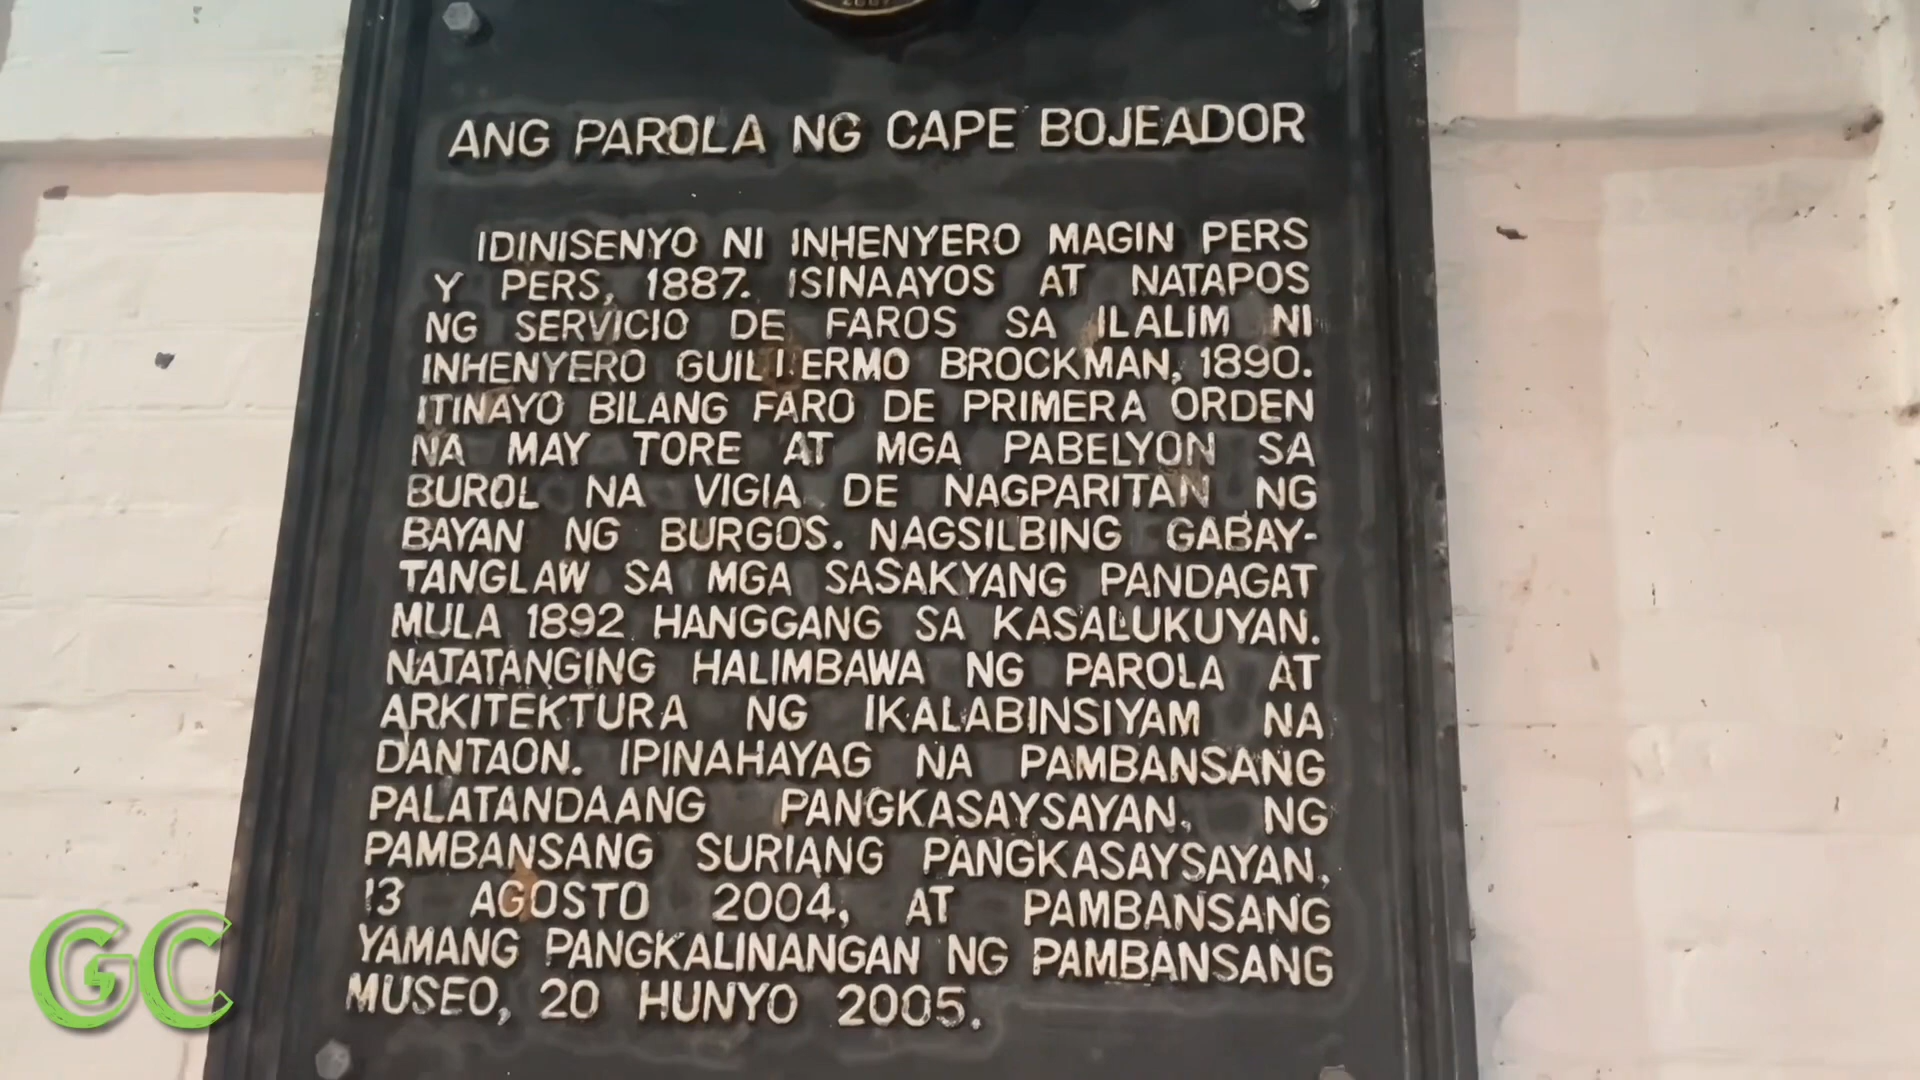 2007
ANG PAROLA NG CAPE BOJEADOR
IDINISENYO NI INHENYERO MAGIN PERS
Y PERS, 1887. ISINAAYOS AT NATAPOS
NG SERVICIO DE FAROS SA ILALIM NI
INHENYERO GUILLERMO BROCKMAN, 1890.
ITINAYO BILANG FARO DE PRIMERA ORDEN
NA MAY TORE AT MGA PABELYON SA
BUROL NA VIGIA DE NAGPARITAN NG
BAYAN NG BURGOS. NAGSILBING GABAY-
TANGLAW SA MGA SASAKYANG PANDAGAT
MULA 1892 HANGGANG SA KASALUKUYAN.
NATATANGING HALIMBAWA NG PAROLA AT
ARKITEKTURA NG IKALABINSIYAM NA
DANTAON. IPINAHAYAG NA PAMBANSANG
PALATANDAANG PANGKASAYSAYAN, NG
PAMBANSANG SURIANG PANGKASAYSAYAN,
13 AGOSTO 2004, AT PAMBANSANG
YAMANG PANGKALINANGAN NG PAMBANSANG
MUSEO, 20 HUNYO 2005.
GC